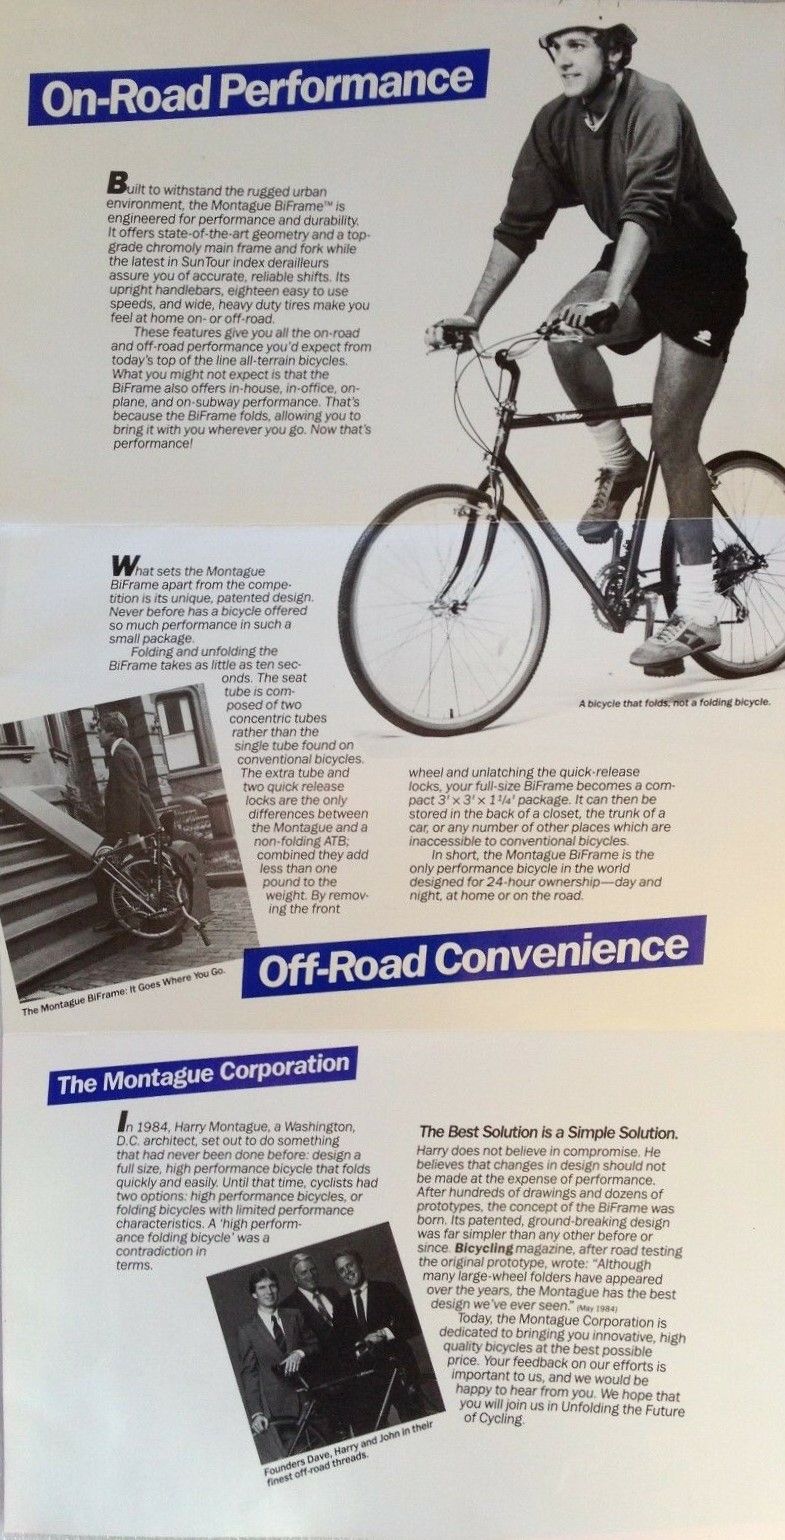 On-Road Performance
Built to withstand the rugged urban
environment, the Montague BiFrame™ is
engineered for performance and durability.
It offers state-of-the-art geometry and a top-
grade chromoly main frame and fork while
the latest in SunTour index derailleurs
assure you of accurate, reliable shifts. Its
upright handlebars, eighteen easy to use
speeds, and wide, heavy duty tires make you
feel at home on- or off-road.
These features give you all the on-road
and off-road performance you'd expect from
today's top of the line all-terrain bicycles.
What you might not expect is that the
BiFrame also offers in-house, in-office, on-
plane, and on-subway performance. That's
because the BiFrame folds, allowing you to
bring it with you wherever you go. Now that's
performance!
A bicycle that folds, not a folding bicycle.
What sets the Montague
BiFrame apart from the compe-
tition is its unique, patented design.
Never before has a bicycle offered
so much performance in such a
small package.
Folding and unfolding the
BiFrame takes as little as ten sec-
onds. The seat
tube is com-
posed of two
concentric tubes
rather than the
single tube found on
conventional bicycles.
The extra tube and
two quick release
locks are the only
differences between
the Montague and a
non-folding ATB;
combined they add
less than one
pound to the
weight. By remov-
ing the front
wheel and unlatching the quick-release
locks, your full-size BiFrame becomes a com-
pact 3' × 3' × 1 1/4' package. It can then be
stored in the back of a closet, the trunk of a
car, or any number of other places which are
inaccessible to conventional bicycles.
In short, the Montague BiFrame is the
only performance bicycle in the world
designed for 24-hour ownership—day and
night, at home or on the road.
The Montague BiFrame: It Goes Where You Go.
Off-Road Convenience
The Montague Corporation
In 1984, Harry Montague, a Washington,
D.C. architect, set out to do something
that had never been done before: design a
full size, high performance bicycle that folds
quickly and easily. Until that time, cyclists had
two options: high performance bicycles, or
folding bicycles with limited performance
characteristics. A 'high perform-
ance folding bicycle' was a
contradiction in
terms.
Founders Dave, Harry and John in their
finest off-road threads.
The Best Solution is a Simple Solution.
Harry does not believe in compromise. He
believes that changes in design should not
be made at the expense of performance.
After hundreds of drawings and dozens of
prototypes, the concept of the BiFrame was
born. Its patented, ground-breaking design
was far simpler than any other before or
since. Bicycling magazine, after road testing
the original prototype, wrote: "Although
many large-wheel folders have appeared
over the years, the Montague has the best
design we've ever seen." (May 1984)
Today, the Montague Corporation is
dedicated to bringing you innovative, high
quality bicycles at the best possible
price. Your feedback on our efforts is
important to us, and we would be
happy to hear from you. We hope that
you will join us in Unfolding the Future
of Cycling.